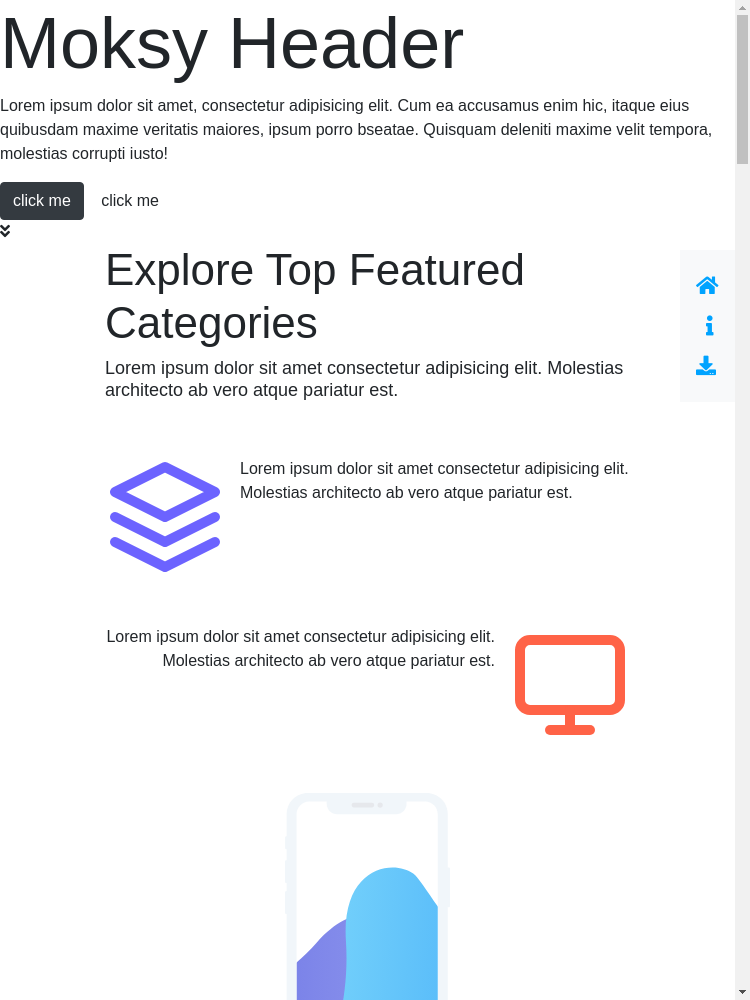 Moksy Header
Lorem ipsum dolor sit amet, consectetur adipisicing elit. Cum ea accusamus enim hic, itaque eius
quibusdam maxime veritatis maiores, ipsum porro bseatae. Quisquam deleniti maxime velit tempora,
molestias corrupti iusto!
click me click me
Explore Top Featured
Categories
Lorem ipsum dolor sit amet consectetur adipisicing elit. Molestias
architecto ab vero atque pariatur est.
Lorem ipsum dolor sit amet consectetur adipisicing elit.
Molestias architecto ab vero atque pariatur est.
Lorem ipsum dolor sit amet consectetur adipisicing elit.
Molestias architecto ab vero atque pariatur est.